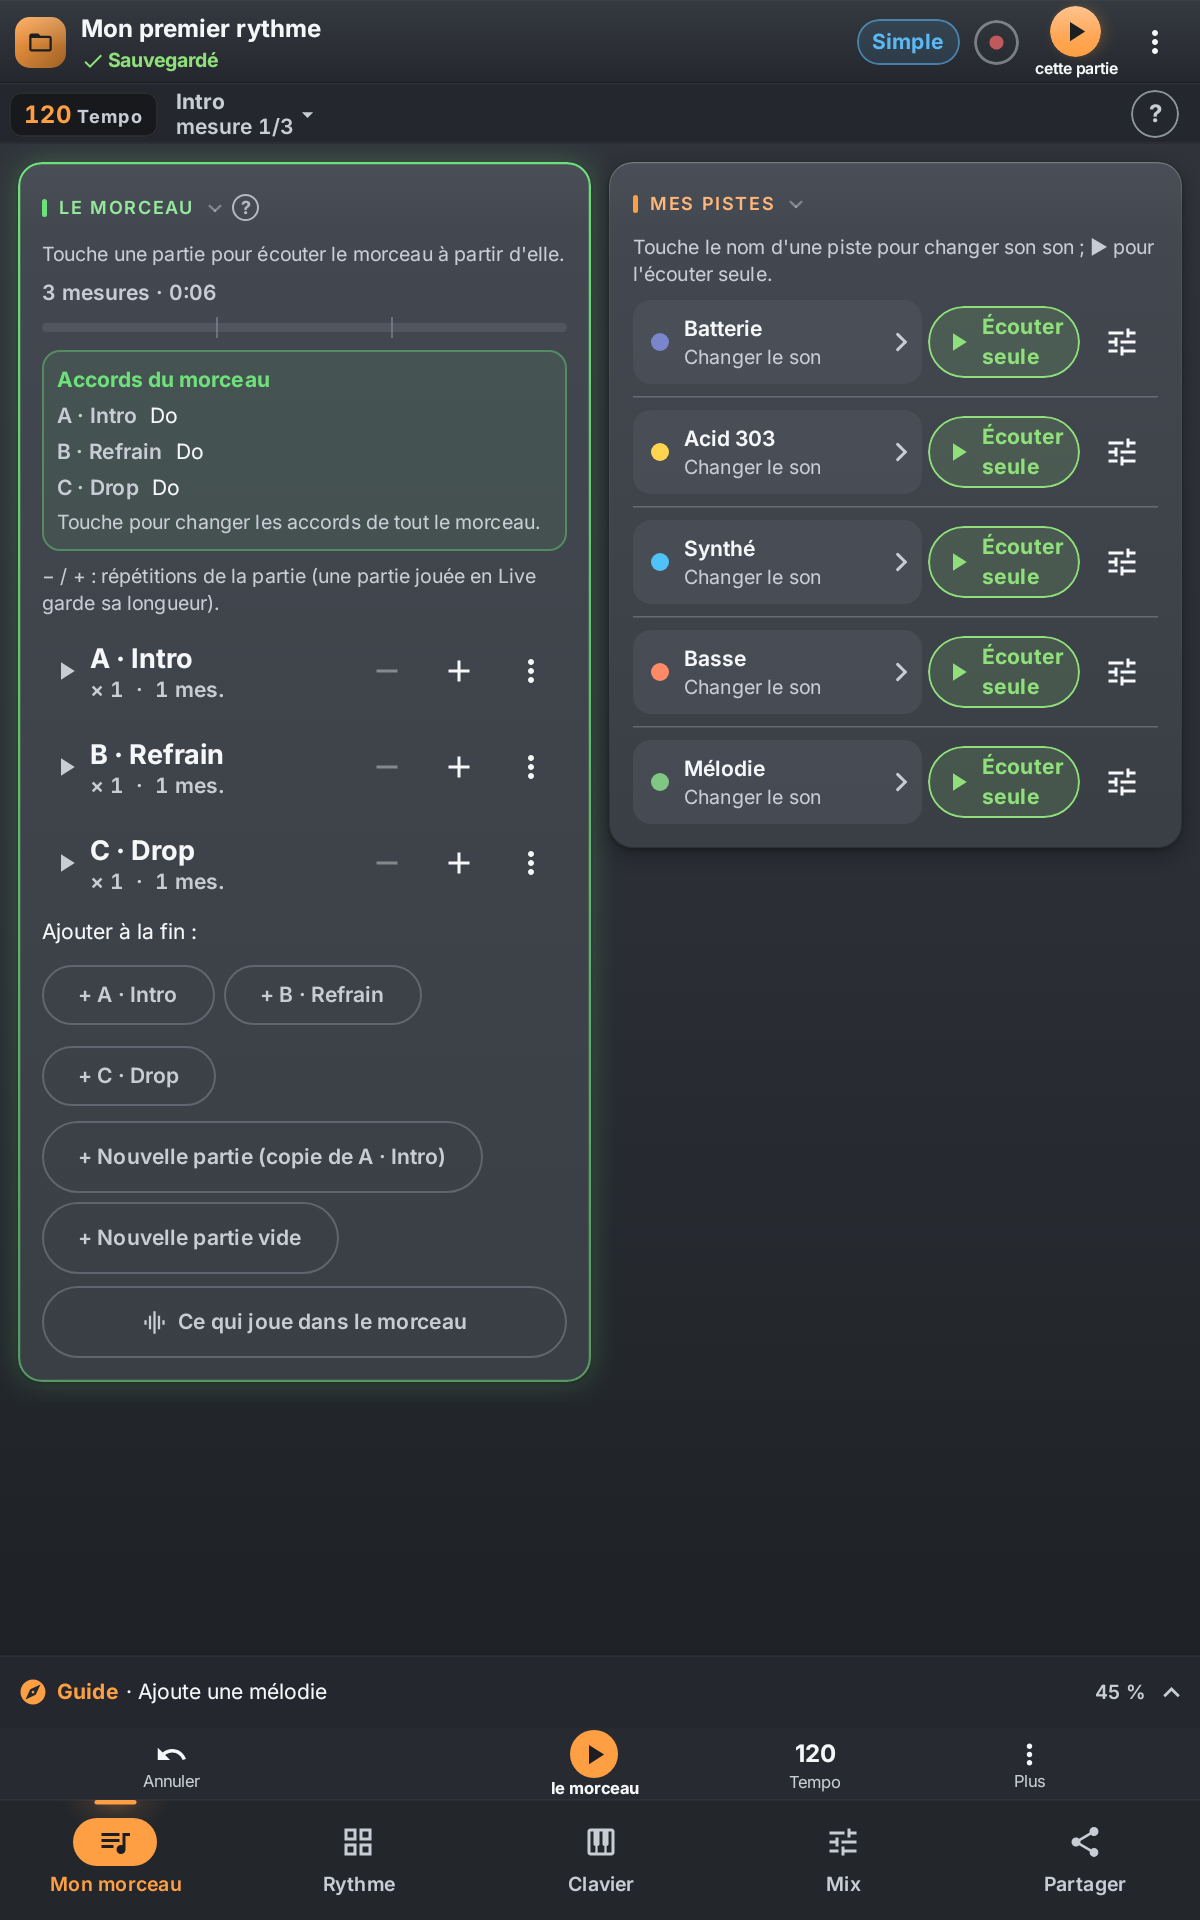 Mon premier rythme
Sauvegardé
Simple
cette partie
120 Tempo
Intro
mesure 1/3
?
LE MORCEAU
?
Touche une partie pour écouter le morceau à partir d'elle.
3 mesures · 0:06
Accords du morceau
A · Intro Do
B · Refrain Do
C · Drop Do
Touche pour changer les accords de tout le morceau.
− / + : répétitions de la partie (une partie jouée en Live
garde sa longueur).
A · Intro
× 1 · 1 mes.
B · Refrain
× 1 · 1 mes.
C · Drop
× 1 · 1 mes.
Ajouter à la fin :
+ A · Intro
+ B · Refrain
+ C · Drop
+ Nouvelle partie (copie de A · Intro)
+ Nouvelle partie vide
Ce qui joue dans le morceau
MES PISTES
Touche le nom d'une piste pour changer son son ; ▶ pour
l'écouter seule.
Batterie
Changer le son
Écouter
seule
Acid 303
Changer le son
Écouter
seule
Synthé
Changer le son
Écouter
seule
Basse
Changer le son
Écouter
seule
Mélodie
Changer le son
Écouter
seule
Guide · Ajoute une mélodie
45 %
Annuler
le morceau
120
Tempo
Plus
Mon morceau
Rythme
Clavier
Mix
Partager